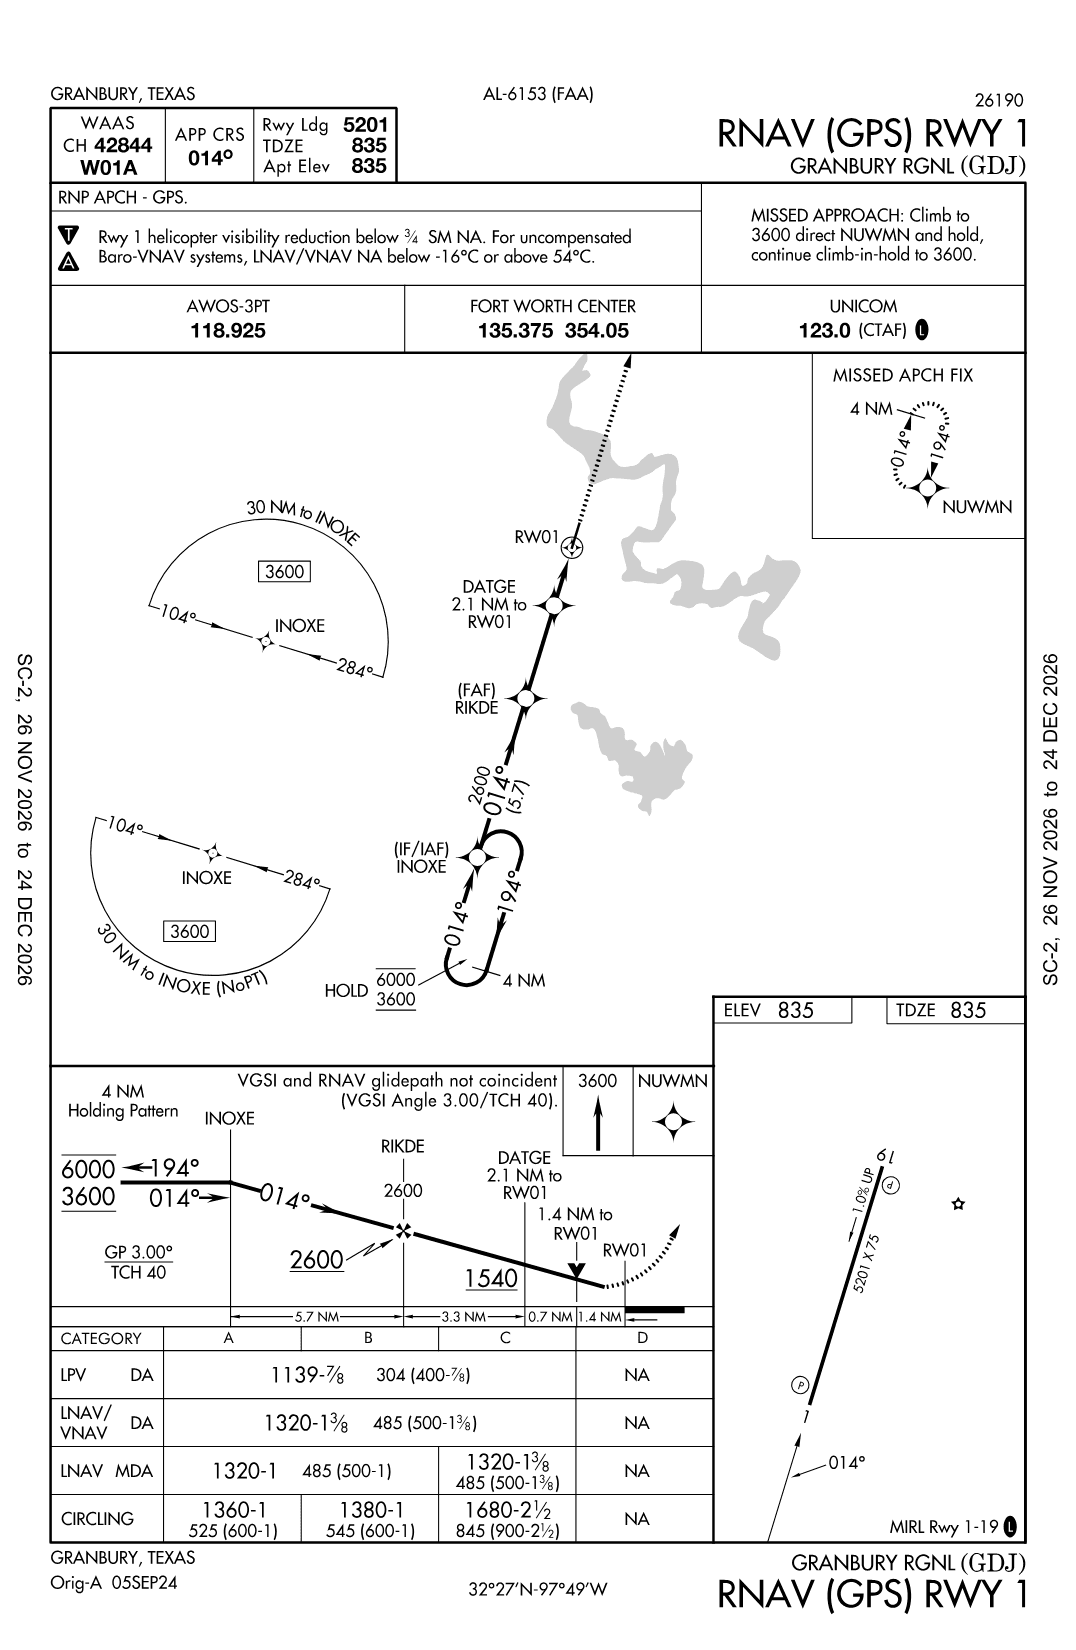 GRANBURY, TEXAS
AL-6153 (FAA)
26190
WAAS
CH 42844
W01A
APP CRS
014°
Rwy Ldg 5201
TDZE 835
Apt Elev 835
RNAV (GPS) RWY 1
GRANBURY RGNL (GDJ)
RNP APCH - GPS.
T
A
Rwy 1 helicopter visibility reduction below ¾ SM NA. For uncompensated
Baro-VNAV systems, LNAV/VNAV NA below -16°C or above 54°C.
MISSED APPROACH: Climb to
3600 direct NUWMN and hold,
continue climb-in-hold to 3600.
AWOS-3PT
118.925
FORT WORTH CENTER
135.375 354.05
UNICOM
123.0 (CTAF) L
MISSED APCH FIX
4 NM
014°
194°
NUWMN
30 NM to INOXE
3600
104°
INOXE
284°
RW01
DATGE
2.1 NM to
RW01
(FAF)
RIKDE
2600
014°
(5.7)
(IF/IAF)
INOXE
014°
194°
HOLD 6000
3600
4 NM
104°
INOXE
284°
3600
30 NM to INOXE (NoPT)
SC-2, 26 NOV 2026 to 24 DEC 2026
SC-2, 26 NOV 2026 to 24 DEC 2026
ELEV 835
TDZE 835
19
P
1.0% UP
5201 X 75
P
1
014°
MIRL Rwy 1-19 L
4 NM
Holding Pattern
VGSI and RNAV glidepath not coincident
(VGSI Angle 3.00/TCH 40).
3600
NUWMN
INOXE
RIKDE
2600
DATGE
2.1 NM to
RW01
1.4 NM to
RW01
RW01
6000 194°
3600 014°
014°
GP 3.00°
TCH 40
2600
1540
5.7 NM 3.3 NM 0.7 NM 1.4 NM
CATEGORY A B C D
LPV DA 1139-⅞ 304 (400-⅞) NA
LNAV/
VNAV DA 1320-1⅜ 485 (500-1⅜) NA
LNAV MDA 1320-1 485 (500-1) 1320-1⅜
485 (500-1⅜) NA
CIRCLING 1360-1 1380-1 1680-2½ NA
525 (600-1) 545 (600-1) 845 (900-2½)
GRANBURY, TEXAS
Orig-A 05SEP24
32°27'N-97°49'W
GRANBURY RGNL (GDJ)
RNAV (GPS) RWY 1